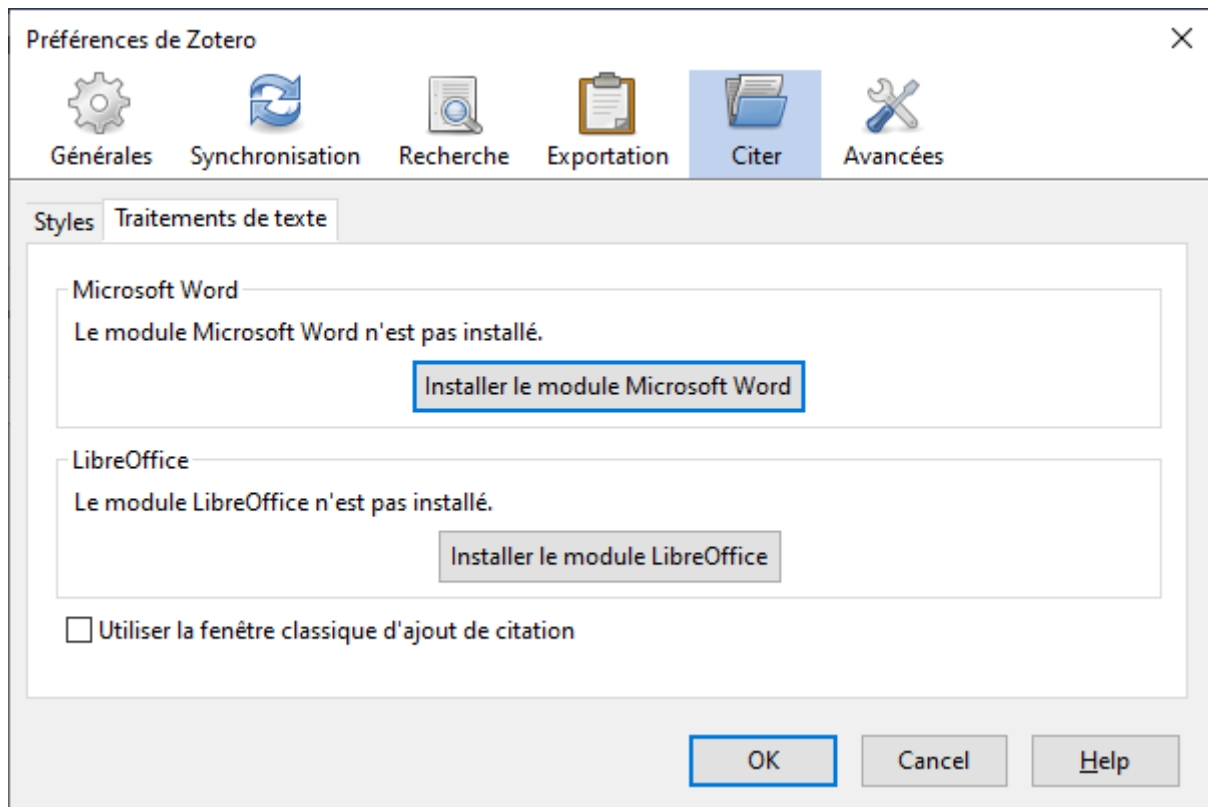 Préférences de Zotero
Générales Synchronisation Recherche Exportation Citer Avancées
Styles Traitements de texte
Microsoft Word
Le module Microsoft Word n'est pas installé.
Installer le module Microsoft Word
LibreOffice
Le module LibreOffice n'est pas installé.
Installer le module LibreOffice
Utiliser la fenêtre classique d'ajout de citation
OK Cancel Help